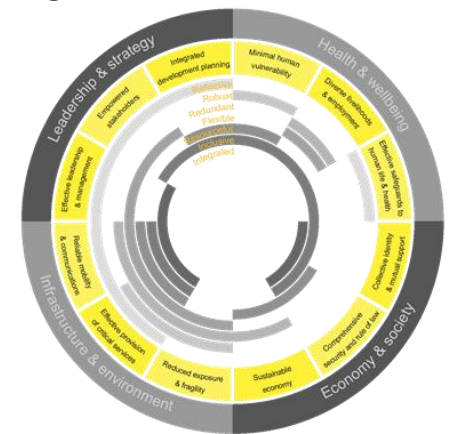 Leadership & strategy
Health & wellbeing
Economy & society
Infrastructure & environment
Integrated
development planning
Minimal human
vulnerability
Diverse livelihoods
& employment
Effective safeguards to
human life & health
Collective identity
& mutual support
Comprehensive
security and rule of law
Sustainable
economy
Reduced exposure
& fragility
Effective provision
of critical services
Reliable mobility
& communications
Effective leadership
& management
Empowered
stakeholders
Reflective
Robust
Redundant
Flexible
Resourceful
Inclusive
Integrated